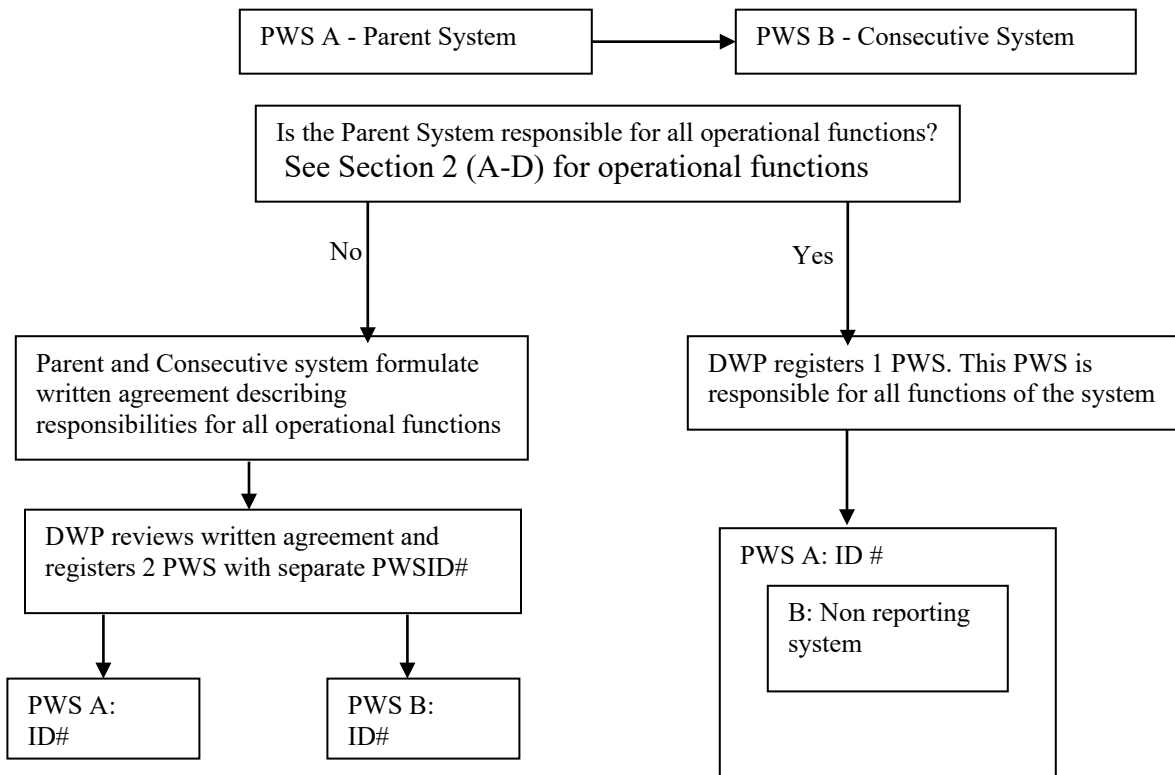 PWS A - Parent System
PWS B - Consecutive System
Is the Parent System responsible for all operational functions?
See Section 2 (A-D) for operational functions
No
Yes
Parent and Consecutive system formulate
written agreement describing
responsibilities for all operational functions
DWP registers 1 PWS. This PWS is
responsible for all functions of the system
DWP reviews written agreement and
registers 2 PWS with separate PWSID#
PWS A: ID #
B: Non reporting
system
PWS A:
ID#
PWS B:
ID#